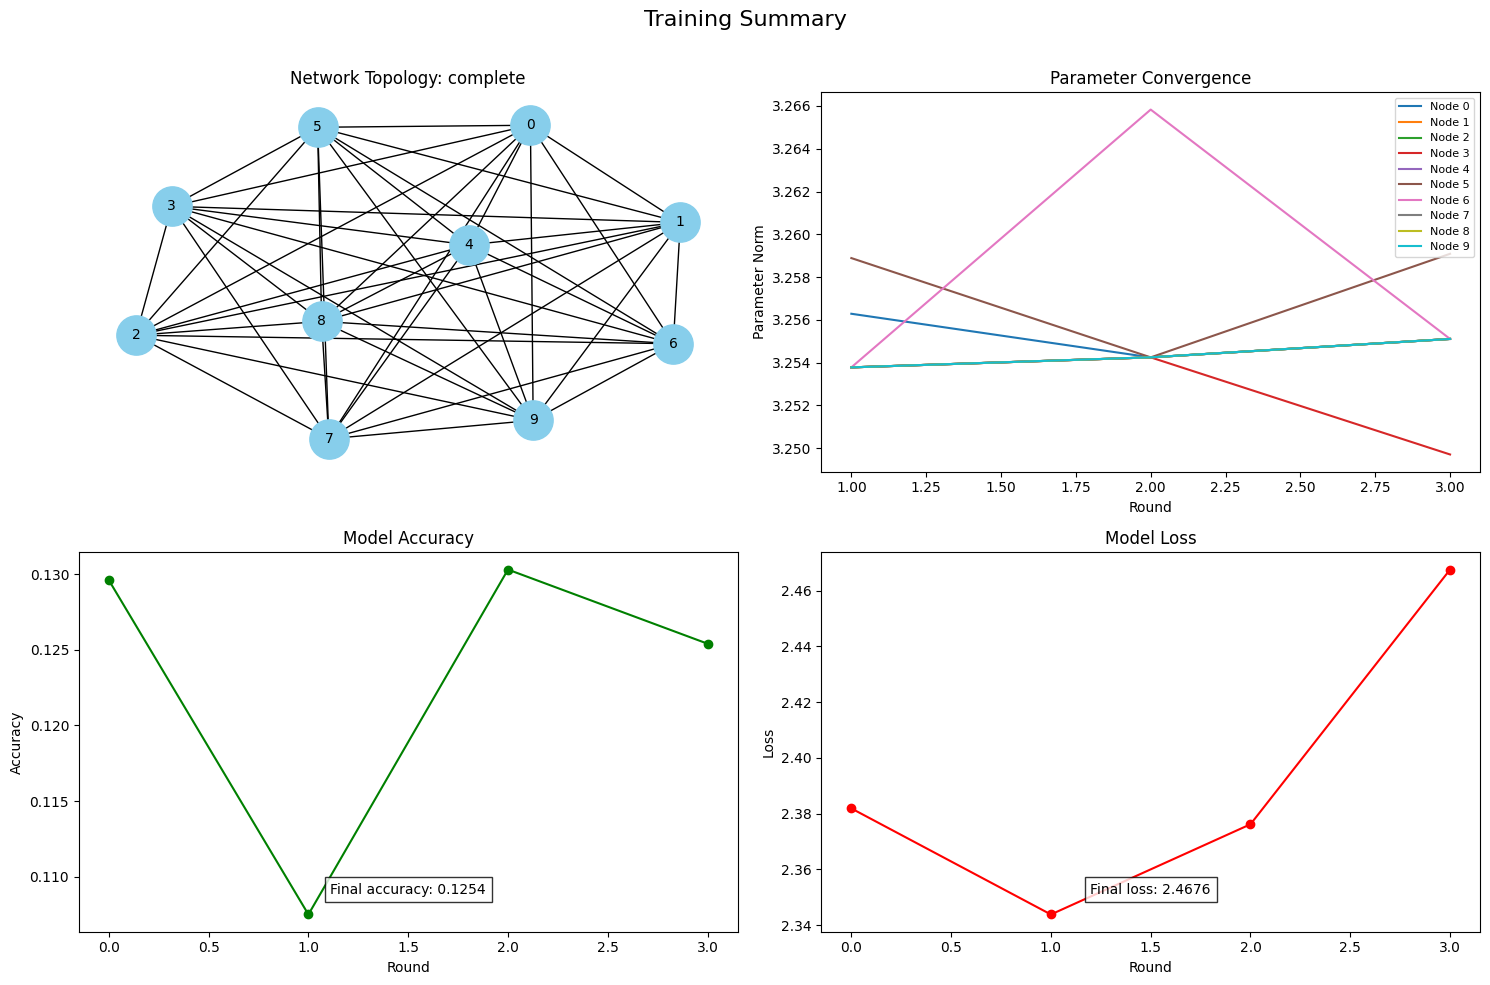 Training Summary
Network Topology: complete
5
0
3
1
4
8
2
6
9
7
Parameter Convergence
Parameter Norm
3.266
3.264
3.262
3.260
3.258
3.256
3.254
3.252
3.250
Node 0
Node 1
Node 2
Node 3
Node 4
Node 5
Node 6
Node 7
Node 8
Node 9
1.00 1.25 1.50 1.75 2.00 2.25 2.50 2.75 3.00
Round
Model Accuracy
Accuracy
0.130
0.125
0.120
0.115
0.110
Final accuracy: 0.1254
0.0 0.5 1.0 1.5 2.0 2.5 3.0
Round
Model Loss
Loss
2.46
2.44
2.42
2.40
2.38
2.36
2.34
Final loss: 2.4676
0.0 0.5 1.0 1.5 2.0 2.5 3.0
Round